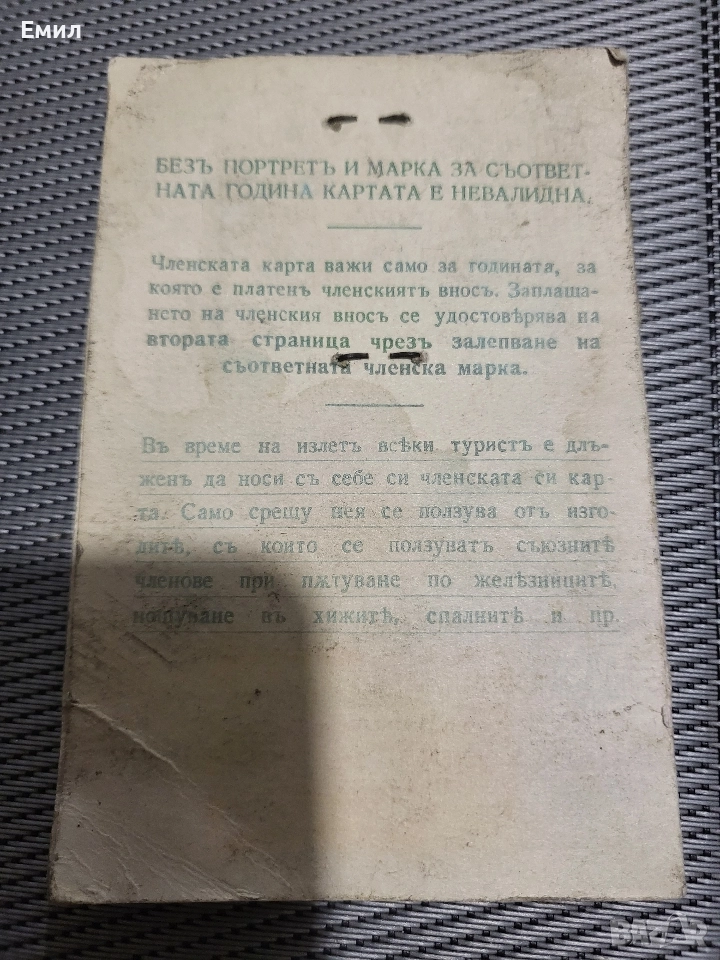 Емил
БЕЗЪ ПОРТРЕТЪ И МАРКА ЗА СЪОТВЕТ-
НАТА ГОДИНА КАРТАТА Е НЕВАЛИДНА.
Членската карта важи само за годината, за
която е платенъ членскиятъ вносъ. Заплаща-
нето на членския вносъ се удостовѣрява на
втората страница чрезъ залепване на
съответната членска марка.
Въ време на излетъ всѣки туристъ е длъ-
женъ да носи съ себе си членската си кар-
та. Само срещу нея се ползува отъ изго-
дитѣ, съ които се ползуватъ съюзнитѣ
членове при пѫтуване по желѣзницитѣ,
нощуване въ хижитѣ, спалнитѣ и пр.
BAZAR